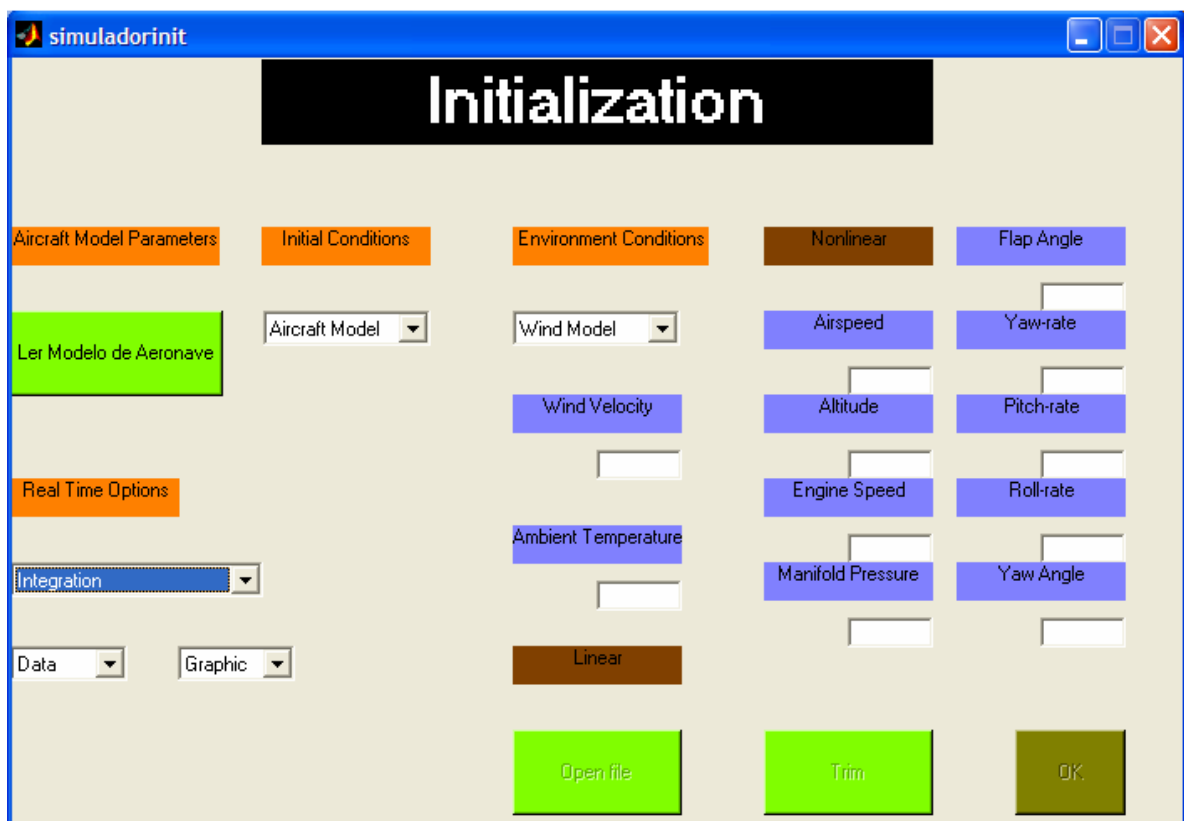 simuladorinit
Initialization
Aircraft Model Parameters
Initial Conditions
Environment Conditions
Nonlinear
Flap Angle
Ler Modelo de Aeronave
Aircraft Model
Wind Model
Airspeed
Yaw-rate
Wind Velocity
Altitude
Pitch-rate
Real Time Options
Engine Speed
Roll-rate
Ambient Temperature
Integration
Manifold Pressure
Yaw Angle
Data
Graphic
Linear
Open file
Trim
OK